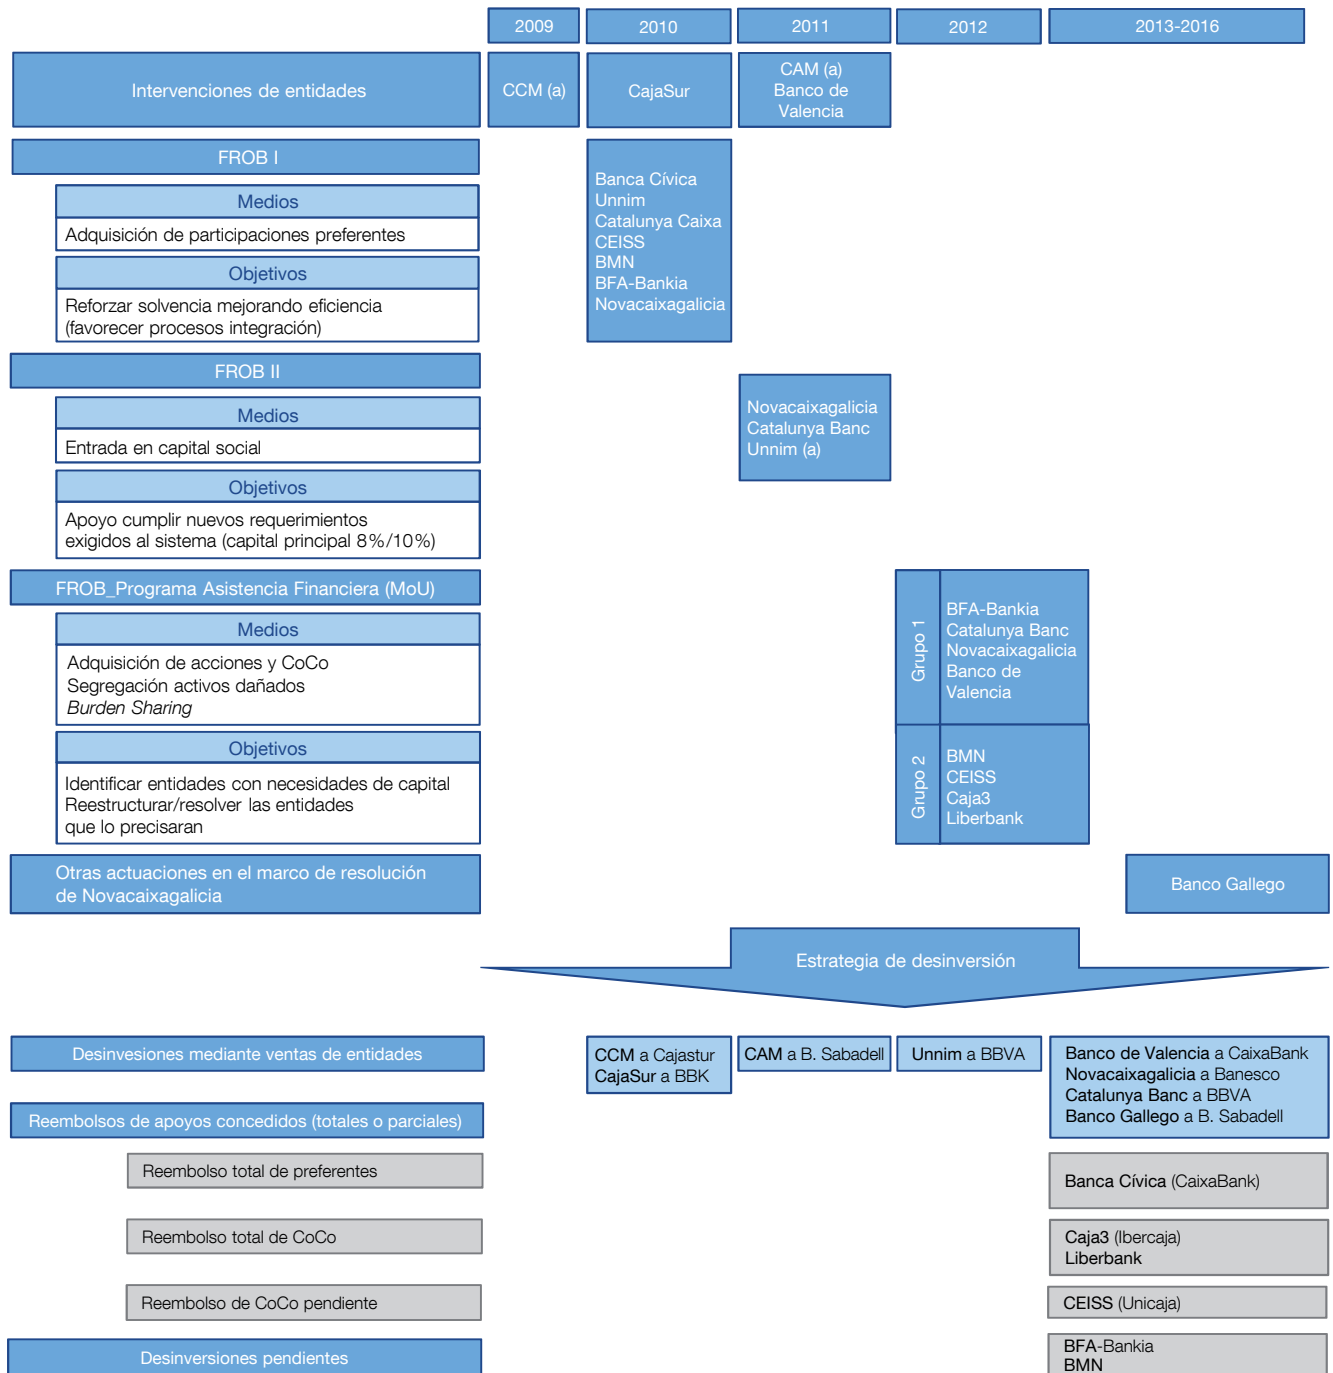 2009
2010
2011
2012
2013-2016
Intervenciones de entidades
CCM (a)
CajaSur
CAM (a)
Banco de
Valencia
FROB I
Medios
Adquisición de participaciones preferentes
Objetivos
Reforzar solvencia mejorando eficiencia
(favorecer procesos integración)
Banca Cívica
Unnim
Catalunya Caixa
CEISS
BMN
BFA-Bankia
Novacaixagalicia
FROB II
Medios
Entrada en capital social
Objetivos
Apoyo cumplir nuevos requerimientos
exigidos al sistema (capital principal 8%/10%)
Novacaixagalicia
Catalunya Banc
Unnim (a)
FROB_Programa Asistencia Financiera (MoU)
Medios
Adquisición de acciones y CoCo
Segregación activos dañados
Burden Sharing
Objetivos
Identificar entidades con necesidades de capital
Reestructurar/resolver las entidades
que lo precisaran
Grupo 1
BFA-Bankia
Catalunya Banc
Novacaixagalicia
Banco de
Valencia
Grupo 2
BMN
CEISS
Caja3
Liberbank
Otras actuaciones en el marco de resolución
de Novacaixagalicia
Banco Gallego
Estrategia de desinversión
Desinvesiones mediante ventas de entidades
CCM a Cajastur
CajaSur a BBK
CAM a B. Sabadell
Unnim a BBVA
Banco de Valencia a CaixaBank
Novacaixagalicia a Banesco
Catalunya Banc a BBVA
Banco Gallego a B. Sabadell
Reembolsos de apoyos concedidos (totales o parciales)
Reembolso total de preferentes
Banca Cívica (CaixaBank)
Reembolso total de CoCo
Caja3 (Ibercaja)
Liberbank
Reembolso de CoCo pendiente
CEISS (Unicaja)
Desinversiones pendientes
BFA-Bankia
BMN